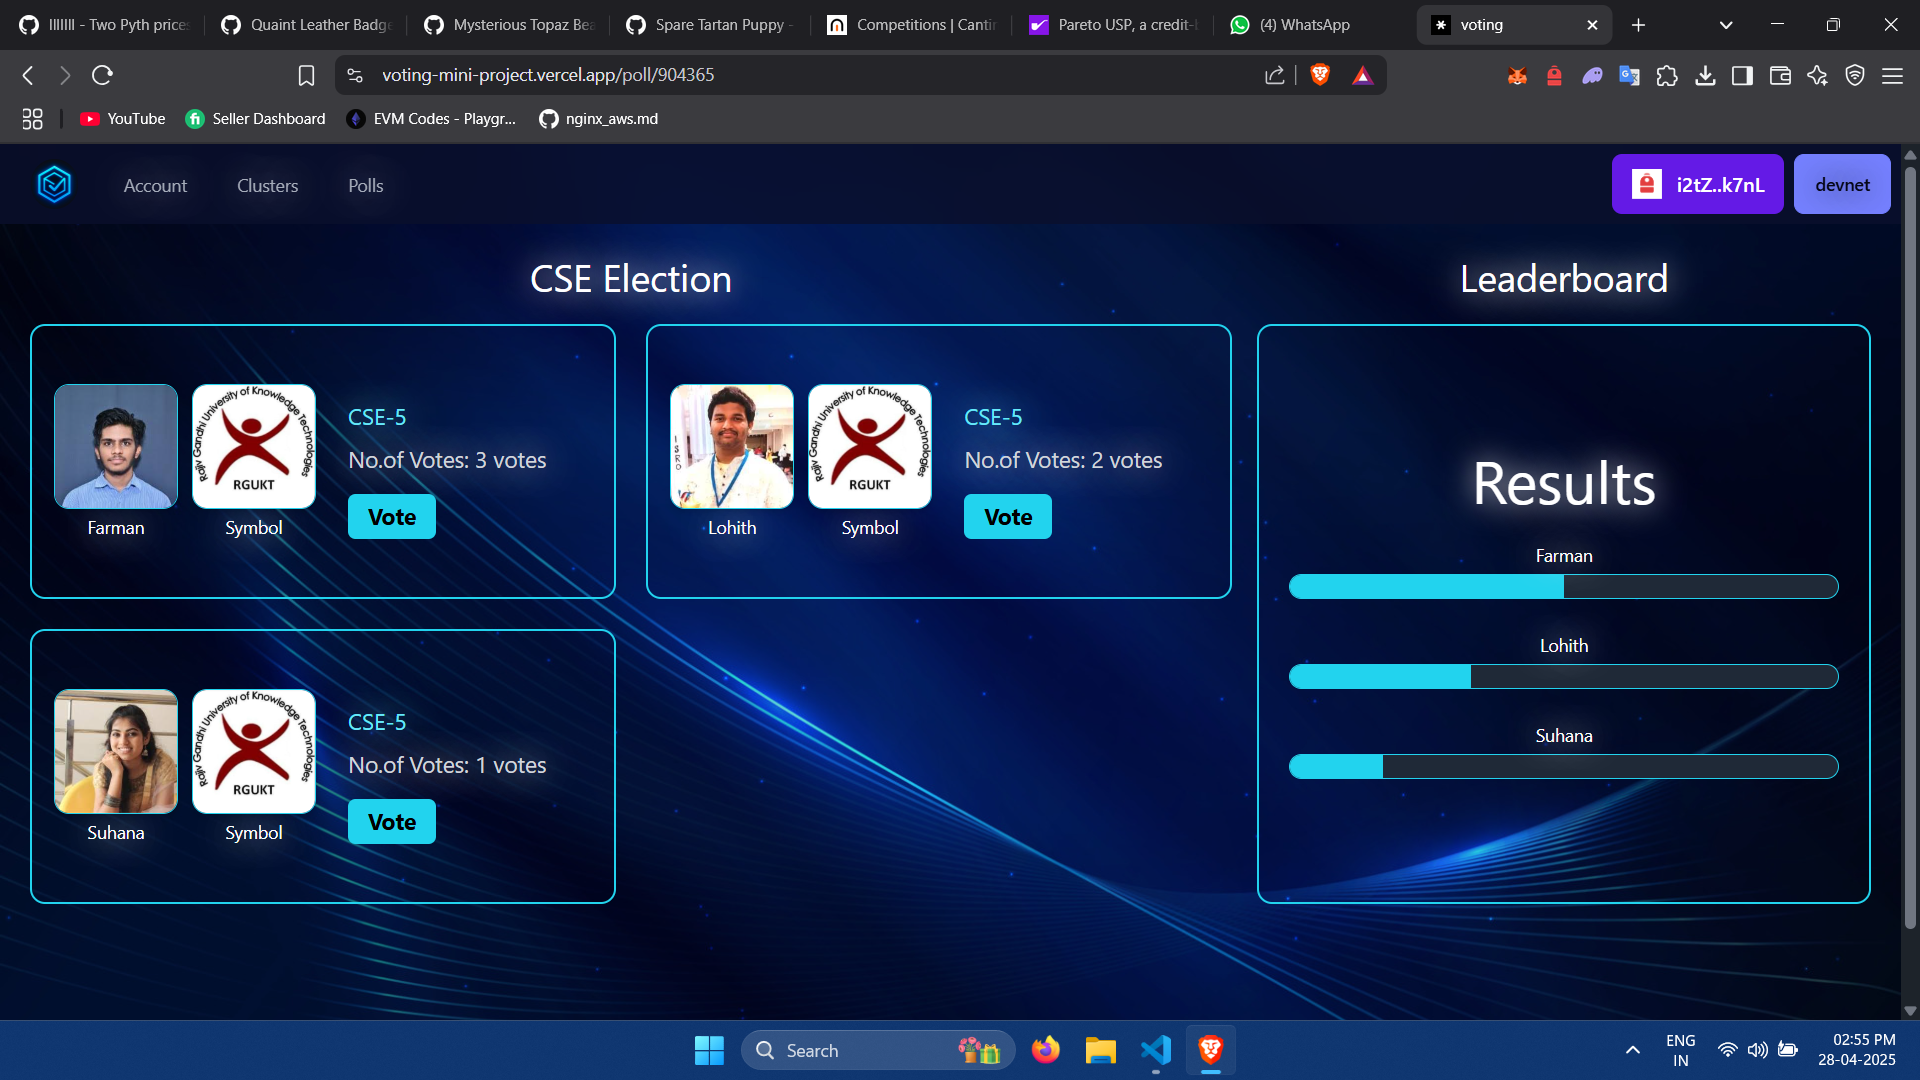 lllllll - Two Pyth prices
Quaint Leather Badge
Mysterious Topaz Bea
Spare Tartan Puppy -
Competitions | Cantin
Pareto USP, a credit-b
(4) WhatsApp
voting
voting-mini-project.vercel.app/poll/904365
YouTube
Seller Dashboard
EVM Codes - Playgr...
nginx_aws.md
Account
Clusters
Polls
i2tZ..k7nL
devnet
CSE Election
Leaderboard
Rajiv Gandhi University of Knowledge Technologies
RGUKT
Farman
Symbol
CSE-5
No.of Votes: 3 votes
Vote
ISRO
Rajiv Gandhi University of Knowledge Technologies
RGUKT
Lohith
Symbol
CSE-5
No.of Votes: 2 votes
Vote
Rajiv Gandhi University of Knowledge Technologies
RGUKT
Suhana
Symbol
CSE-5
No.of Votes: 1 votes
Vote
Results
Farman
Lohith
Suhana
Search
ENG
IN
02:55 PM
28-04-2025